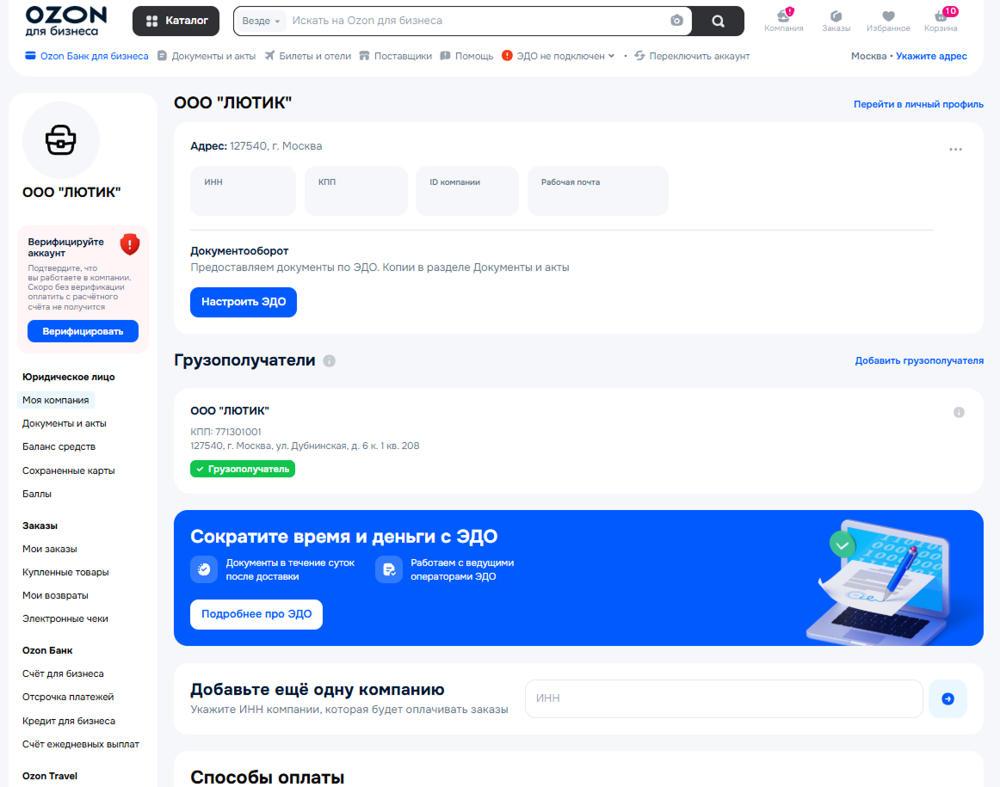 OZON
для бизнеса
Каталог
Везде
Искать на Ozon для бизнеса
Компания
Заказы
Избранное
10
Корзина
Ozon Банк для бизнеса
Документы и акты
Билеты и отели
Поставщики
Помощь
ЭДО не подключен
Переключить аккаунт
Москва • Укажите адрес
ООО "ЛЮТИК"
Верифицируйте
аккаунт
Подтвердите, что
вы работаете в компании.
Скоро без верификации
оплатить с расчётного
счёта не получится
Верифицировать
Юридическое лицо
Моя компания
Документы и акты
Баланс средств
Сохраненные карты
Баллы
Заказы
Мои заказы
Купленные товары
Мои возвраты
Электронные чеки
Ozon Банк
Счёт для бизнеса
Отсрочка платежей
Кредит для бизнеса
Счёт ежедневных выплат
Ozon Travel
ООО "ЛЮТИК"
Перейти в личный профиль
Адрес: 127540, г. Москва
ИНН
КПП
ID компании
Рабочая почта
Документооборот
Предоставляем документы по ЭДО. Копии в разделе Документы и акты
Настроить ЭДО
Грузополучатели
Добавить грузополучателя
ООО "ЛЮТИК"
КПП: 771301001
127540, г. Москва, ул. Дубнинская, д. 6 к. 1 кв. 208
Грузополучатель
Сократите время и деньги с ЭДО
Документы в течение суток
после доставки
Работаем с ведущими
операторами ЭДО
Подробнее про ЭДО
Добавьте ещё одну компанию
Укажите ИНН компании, которая будет оплачивать заказы
ИНН
Способы оплаты